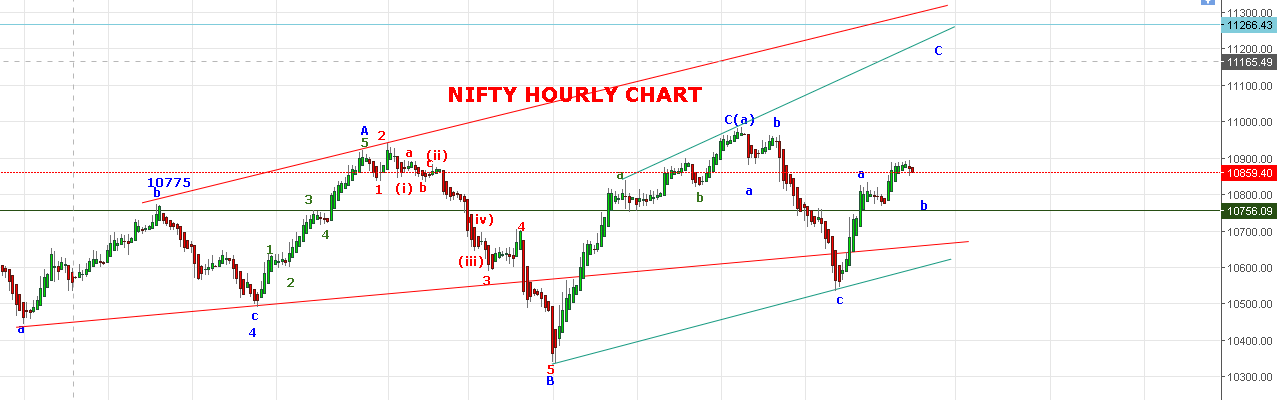 11300.00
11266.43
11200.00
C
11165.49
11100.00
NIFTY HOURLY CHART
11000.00
C(a)
b
A
2
5
a
(ii)
c
10900.00
10859.40
a
a
10775
b
1
(i)
b
a
10800.00
3
b
b
10756.09
(iv)
4
4
10700.00
1
(iii)
3
2
10600.00
c
10500.00
c
4
a
10400.00
5
B
10300.00